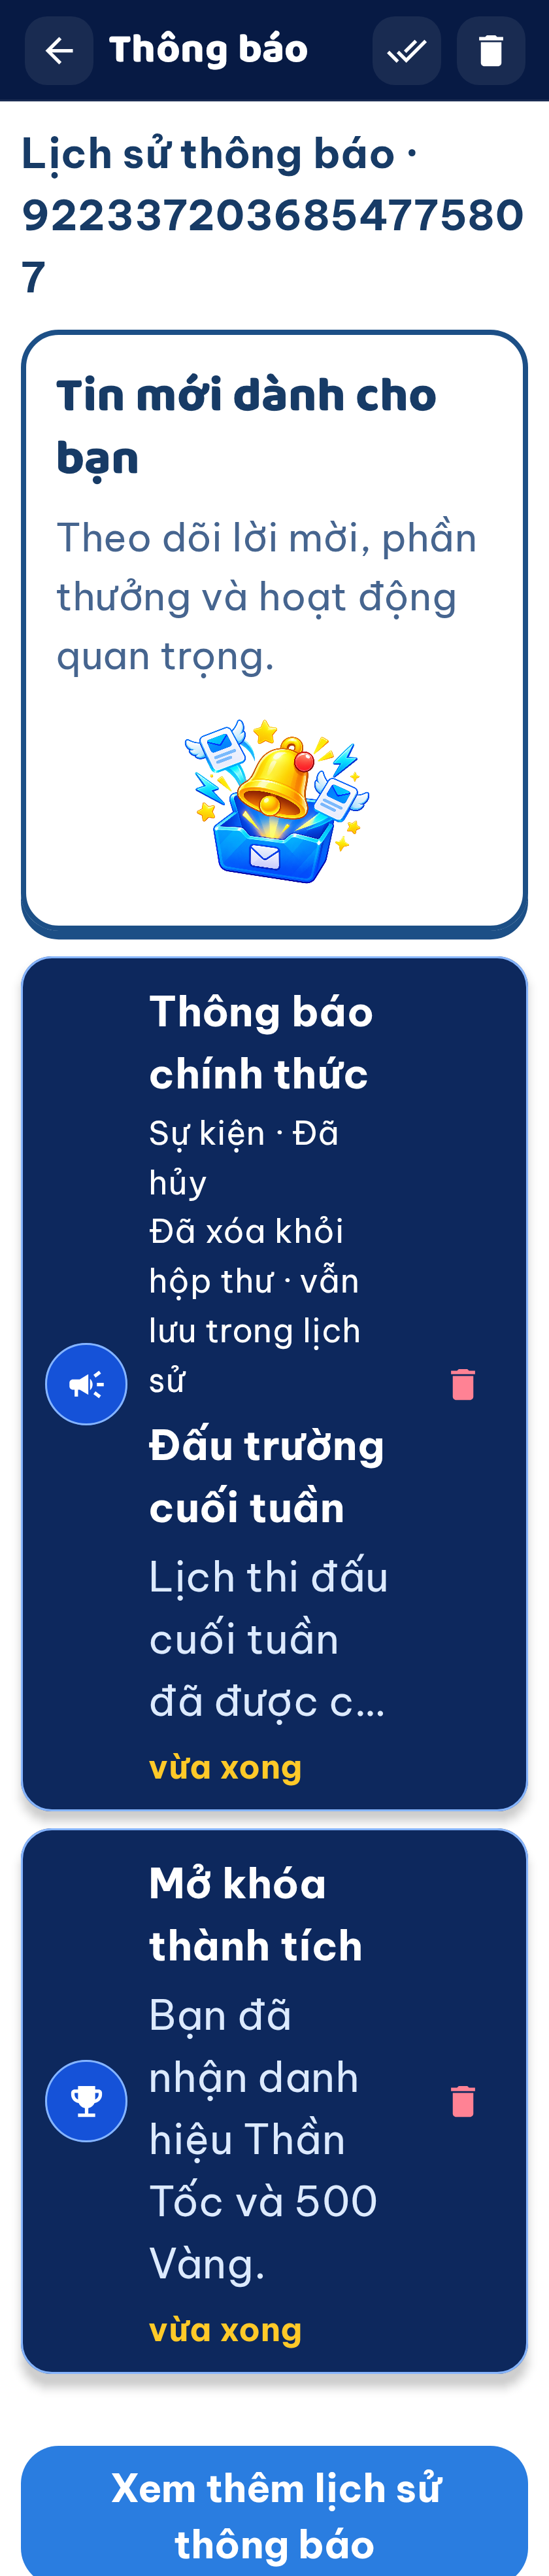 Thông báo
Lịch sử thông báo ·
922337203685477580
7
Tin mới dành cho
bạn
Theo dõi lời mời, phần
thưởng và hoạt động
quan trọng.
Thông báo
chính thức
Sự kiện · Đã
hủy
Đã xóa khỏi
hộp thư · vẫn
lưu trong lịch
sử
Đấu trường
cuối tuần
Lịch thi đấu
cuối tuần
đã được c...
vừa xong
Mở khóa
thành tích
Bạn đã
nhận danh
hiệu Thần
Tốc và 500
Vàng.
vừa xong
Xem thêm lịch sử
thông báo